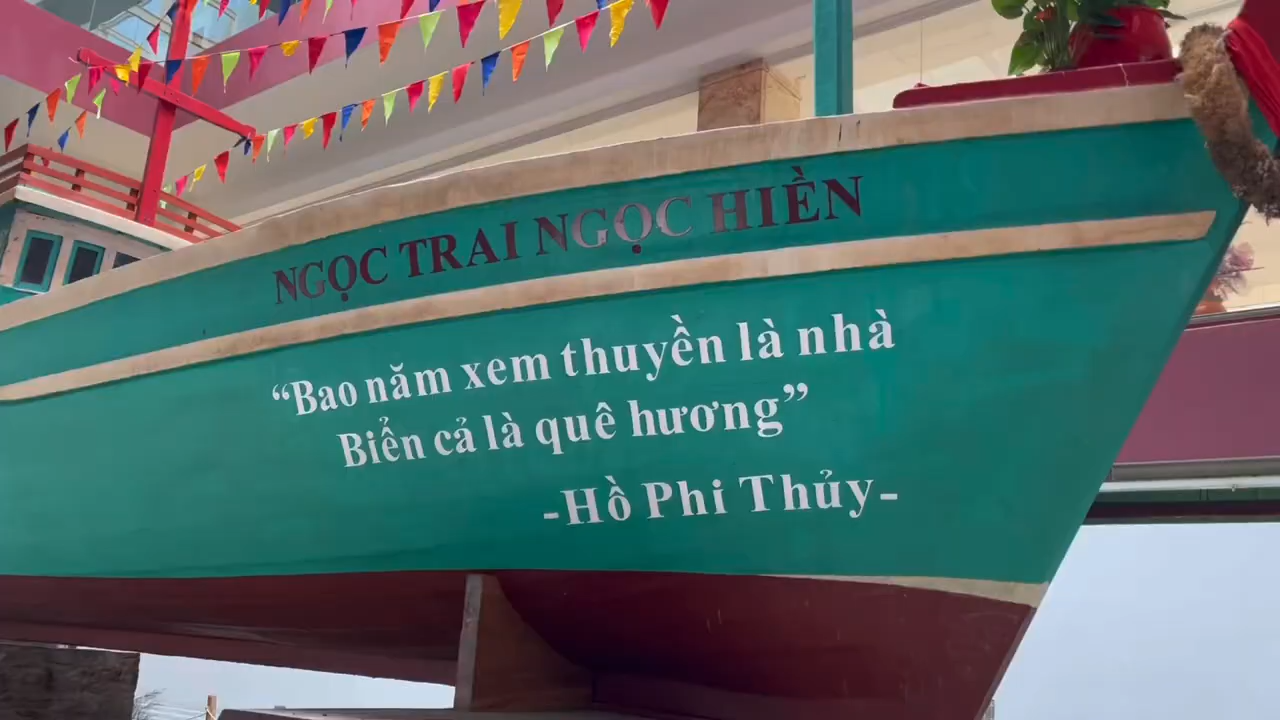 NGỌC TRAI NGỌC HIỀN
“Bao năm xem thuyền là nhà
Biển cả là quê hương”
-Hồ Phi Thủy-